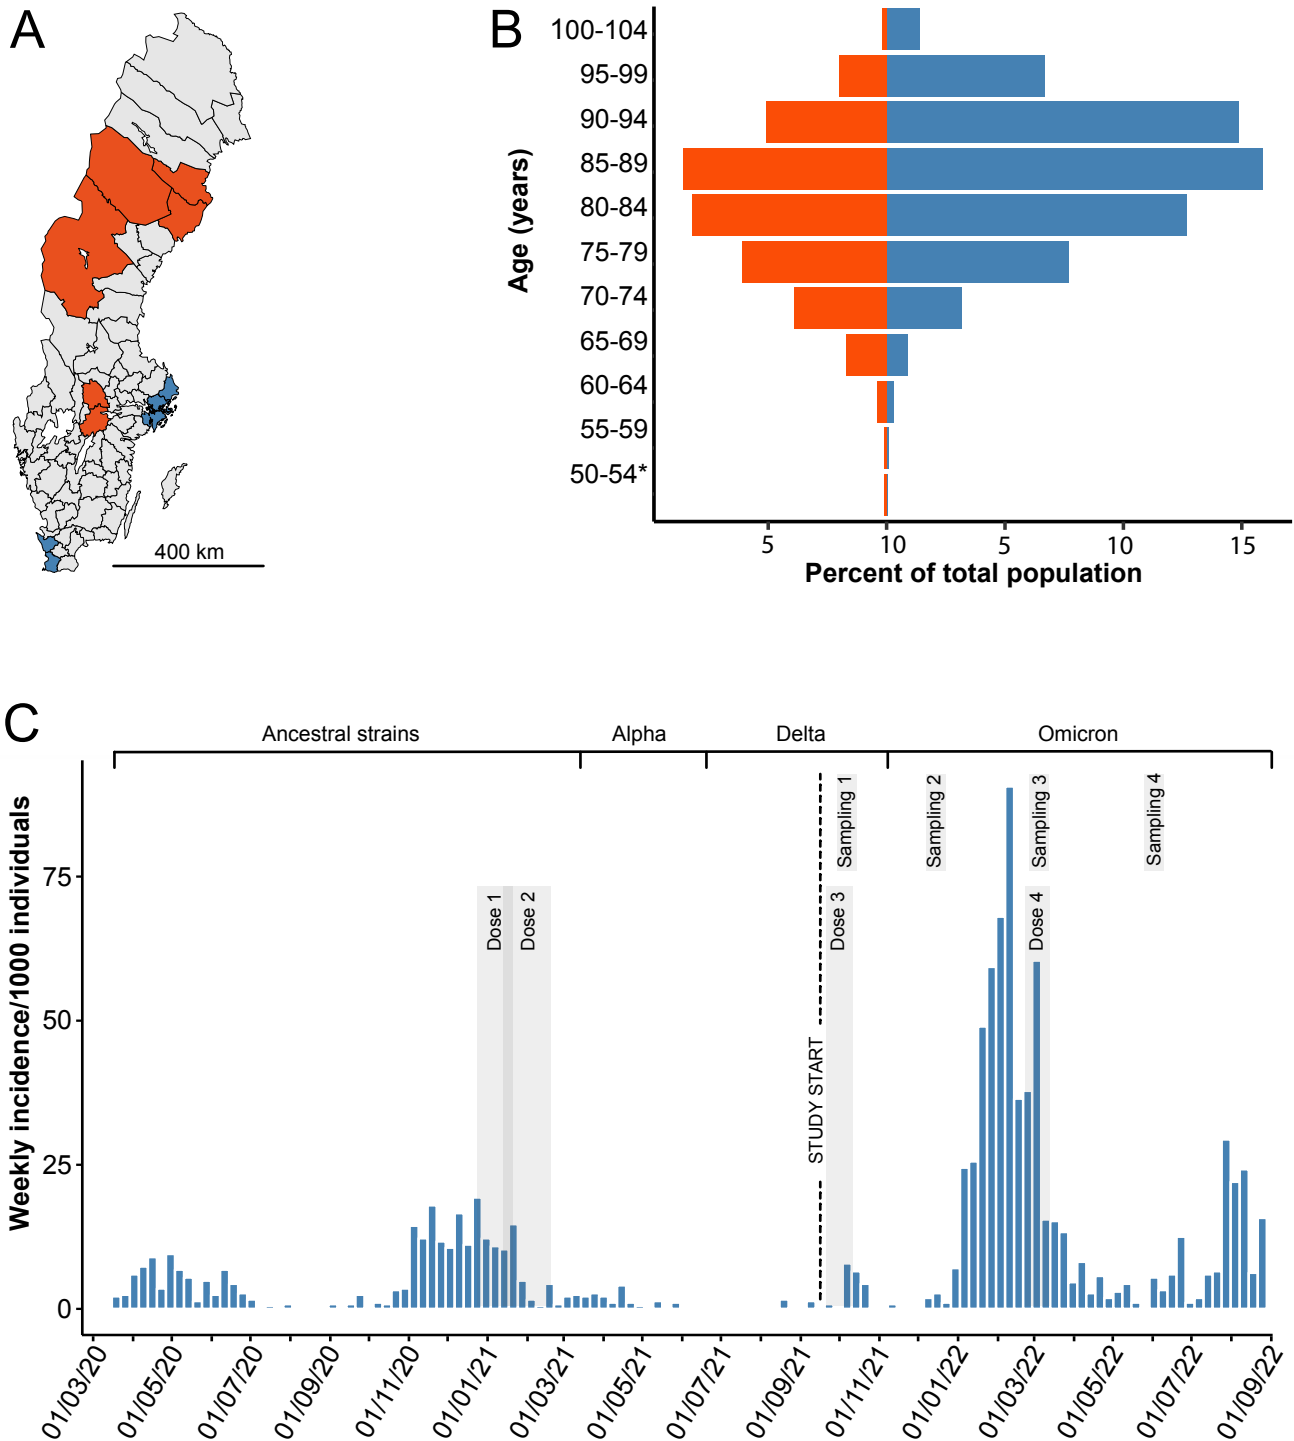 A
400 km
B
Age (years)
100-104
95-99
90-94
85-89
80-84
75-79
70-74
65-69
60-64
55-59
50-54*
5
10
5
10
15
Percent of total population
C
Ancestral strains
Alpha
Delta
Omicron
Weekly incidence/1000 individuals
75
50
25
0
Dose 1
Dose 2
STUDY START
Sampling 1
Dose 3
Sampling 2
Sampling 3
Dose 4
Sampling 4
01/03/20
01/05/20
01/07/20
01/09/20
01/11/20
01/01/21
01/03/21
01/05/21
01/07/21
01/09/21
01/11/21
01/01/22
01/03/22
01/05/22
01/07/22
01/09/22